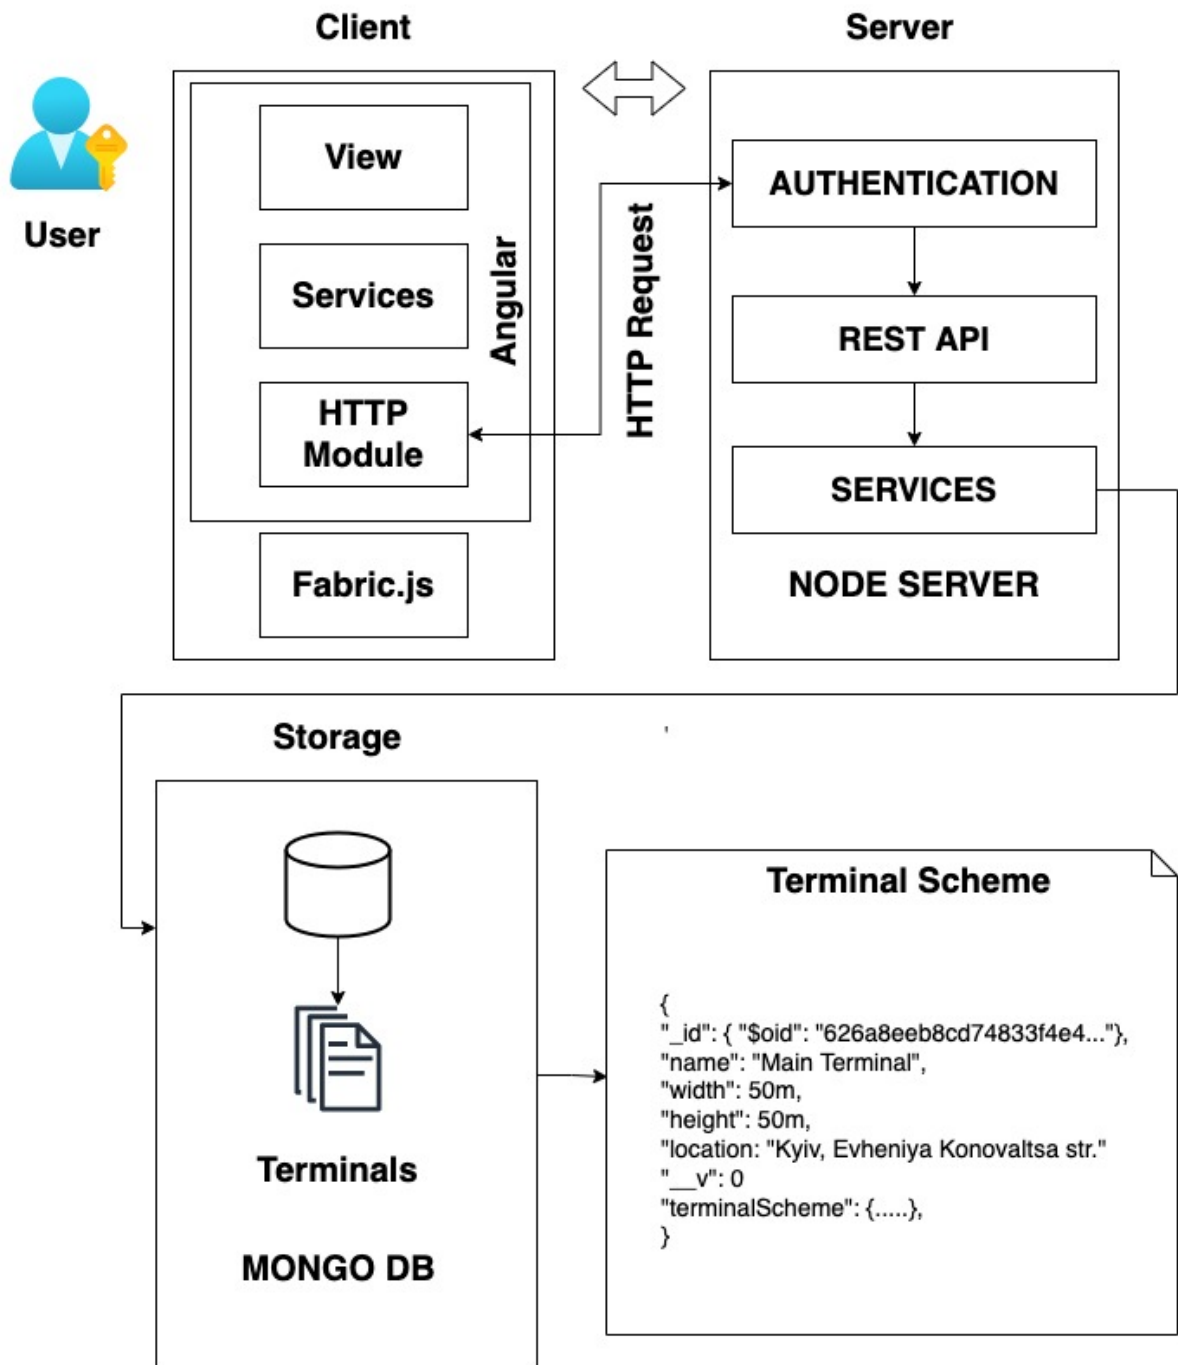 Client
Server
User
View
Services
HTTP
Module
Angular
Fabric.js
HTTP Request
AUTHENTICATION
REST API
SERVICES
NODE SERVER
Storage
'
Terminals
MONGO DB
Terminal Scheme
{
"_id": { "$oid": "626a8eeb8cd74833f4e4..."},
"name": "Main Terminal",
"width": 50m,
"height": 50m,
"location: "Kyiv, Evheniya Konovaltsa str."
"__v": 0
"terminalScheme": {.....},
}